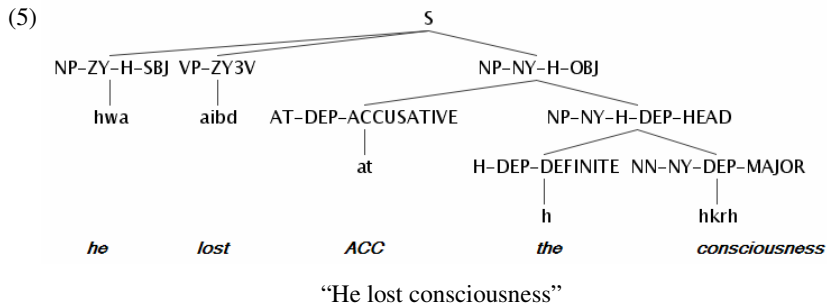 (5)
S
NP-ZY-H-SBJ VP-ZY3V NP-NY-H-OBJ
hwa aibd AT-DEP-ACCUSATIVE NP-NY-H-DEP-HEAD
at H-DEP-DEFINITE NN-NY-DEP-MAJOR
h hkrh
he lost ACC the consciousness
“He lost consciousness”